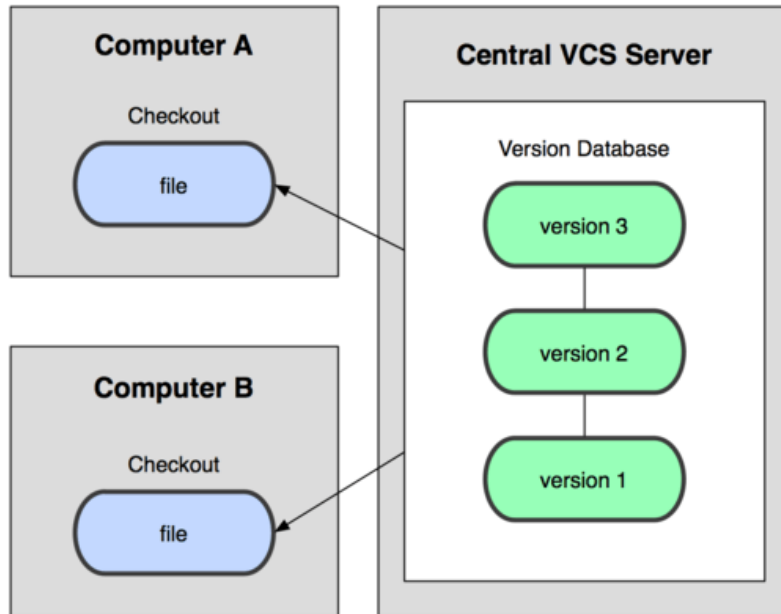 Computer A
Checkout
file
Computer B
Checkout
file
Central VCS Server
Version Database
version 3
version 2
version 1